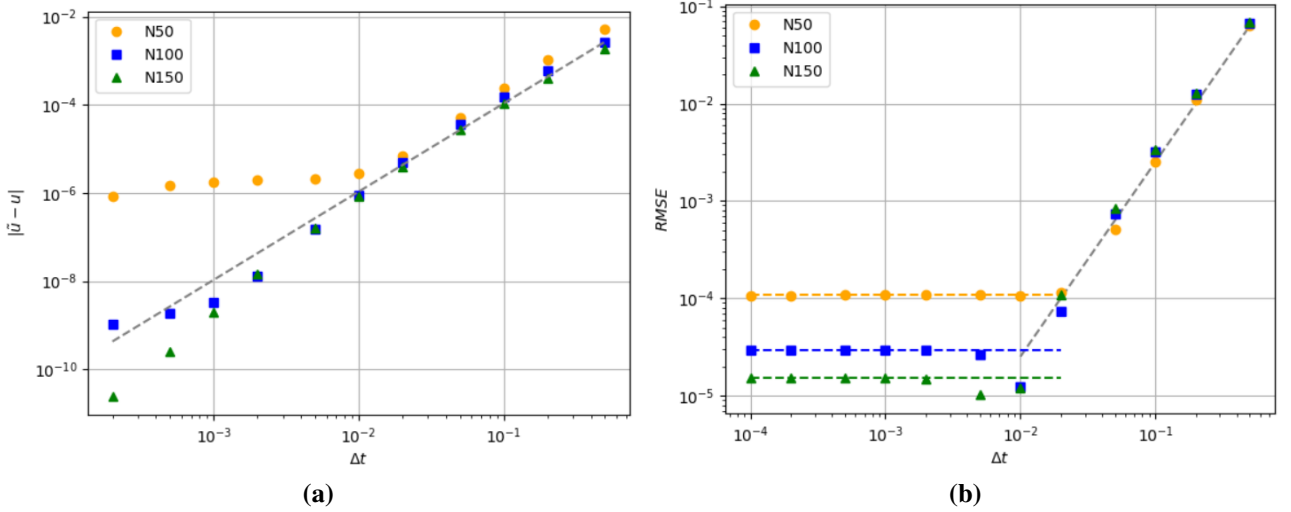 10⁻²
10⁻⁴
10⁻⁶
10⁻⁸
10⁻¹⁰
|ũ − u|
N50
N100
N150
10⁻³
10⁻²
10⁻¹
Δt
(a)
10⁻¹
10⁻²
10⁻³
10⁻⁴
10⁻⁵
RMSE
N50
N100
N150
10⁻⁴
10⁻³
10⁻²
10⁻¹
Δt
(b)